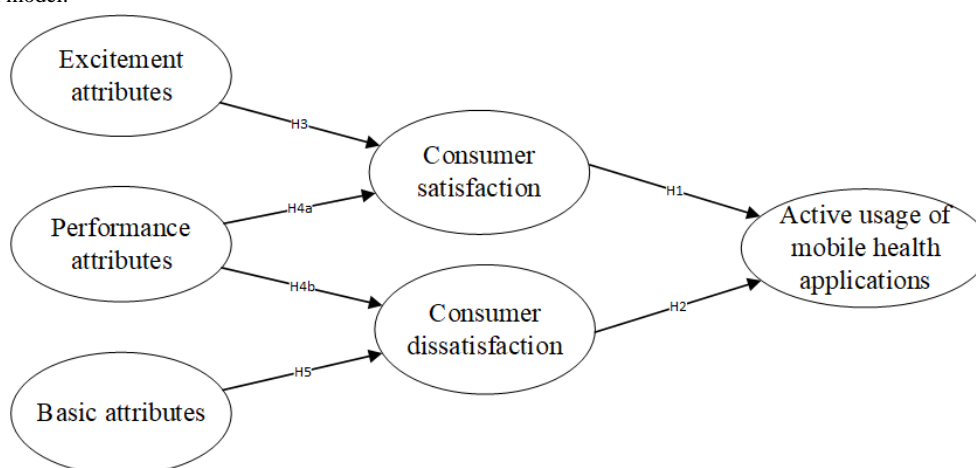 model.
Excitement
attributes
H3
Consumer
satisfaction
H1
Performance
attributes
H4a
H4b
Active usage of
mobile health
applications
Consumer
dissatisfaction
H2
H5
Basic attributes